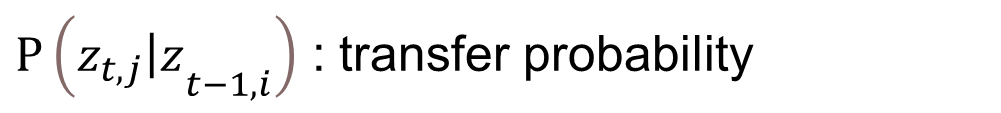 P(z_{t,j}|z_{t−1,i}) : transfer probability